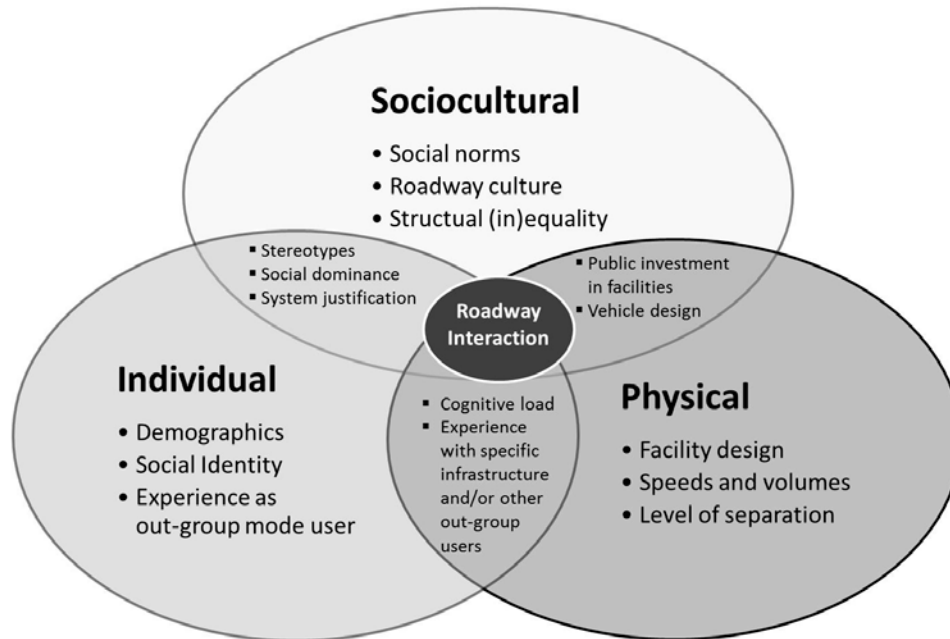 Sociocultural
• Social norms
• Roadway culture
• Structual (in)equality
▪ Stereotypes
▪ Social dominance
▪ System justification
▪ Public investment
in facilities
▪ Vehicle design
Roadway
Interaction
Individual
• Demographics
• Social Identity
• Experience as
out-group mode user
▪ Cognitive load
▪ Experience
with specific
infrastructure
and/or other
out-group
users
Physical
• Facility design
• Speeds and volumes
• Level of separation